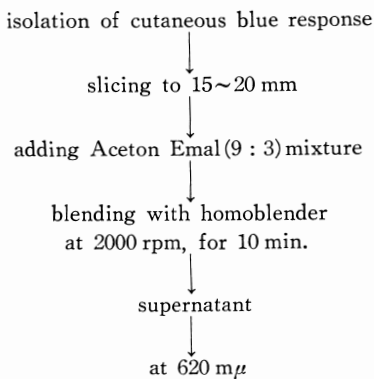 isolation of cutaneous blue response
slicing to 15~20 mm
adding Aceton Emal (9 : 3) mixture
blending with homoblender
at 2000 rpm, for 10 min.
supernatant
at 620 mμ